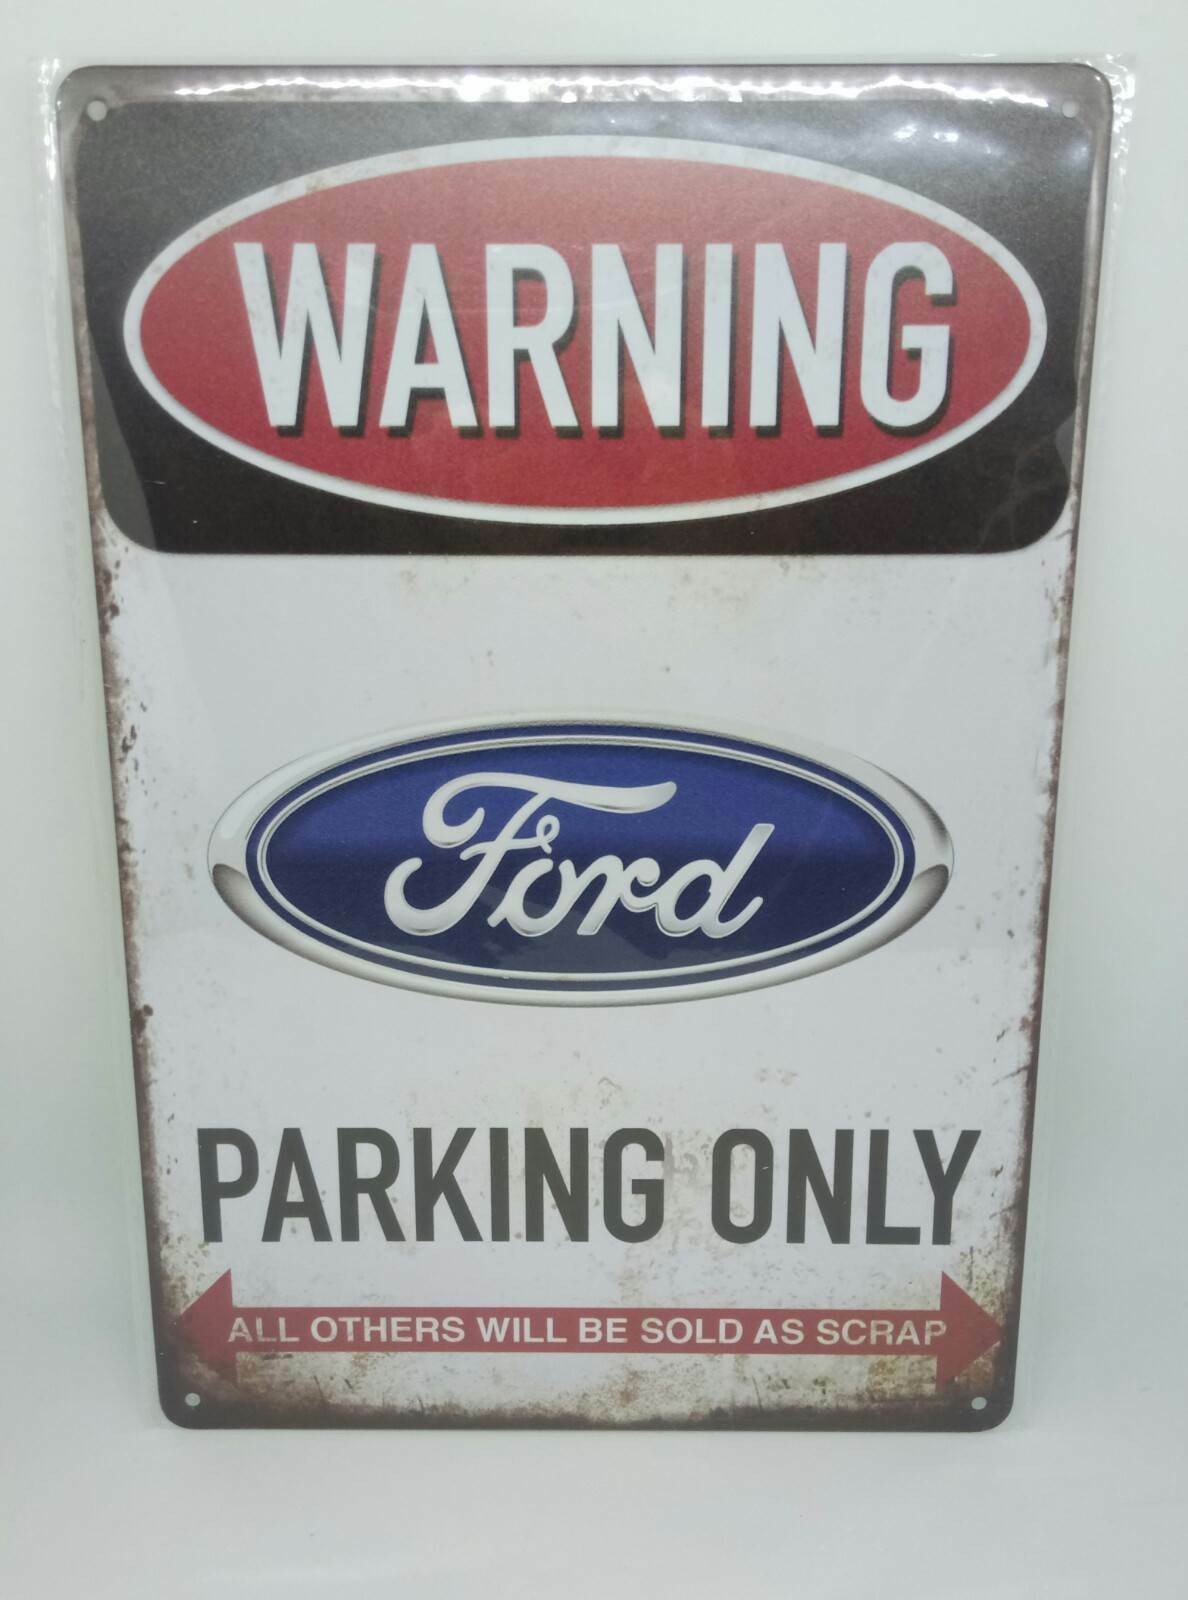 WARNING
Ford
PARKING ONLY
ALL OTHERS WILL BE SOLD AS SCRAP